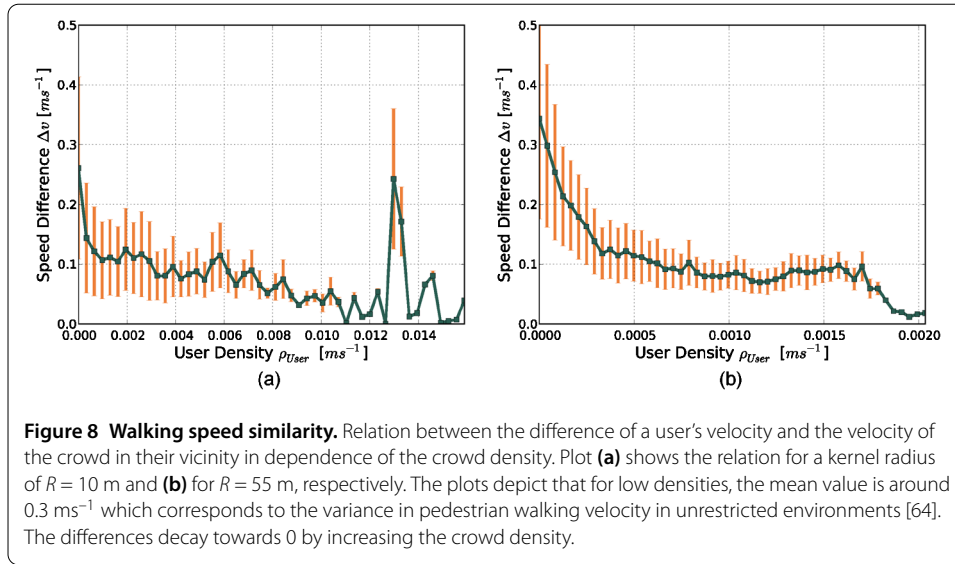 0.5
0.4
0.3
0.2
0.1
0.0
Speed Difference Δv [ms⁻¹]
0.000 0.002 0.004 0.006 0.008 0.010 0.012 0.014
User Density ρ_User [ms⁻¹]
(a)
0.5
0.4
0.3
0.2
0.1
0.0
Speed Difference Δv [ms⁻¹]
0.0000 0.0005 0.0010 0.0015 0.0020
User Density ρ_User [ms⁻¹]
(b)
Figure 8 Walking speed similarity. Relation between the difference of a user's velocity and the velocity of
the crowd in their vicinity in dependence of the crowd density. Plot (a) shows the relation for a kernel radius
of R = 10 m and (b) for R = 55 m, respectively. The plots depict that for low densities, the mean value is around
0.3 ms⁻¹ which corresponds to the variance in pedestrian walking velocity in unrestricted environments [64].
The differences decay towards 0 by increasing the crowd density.